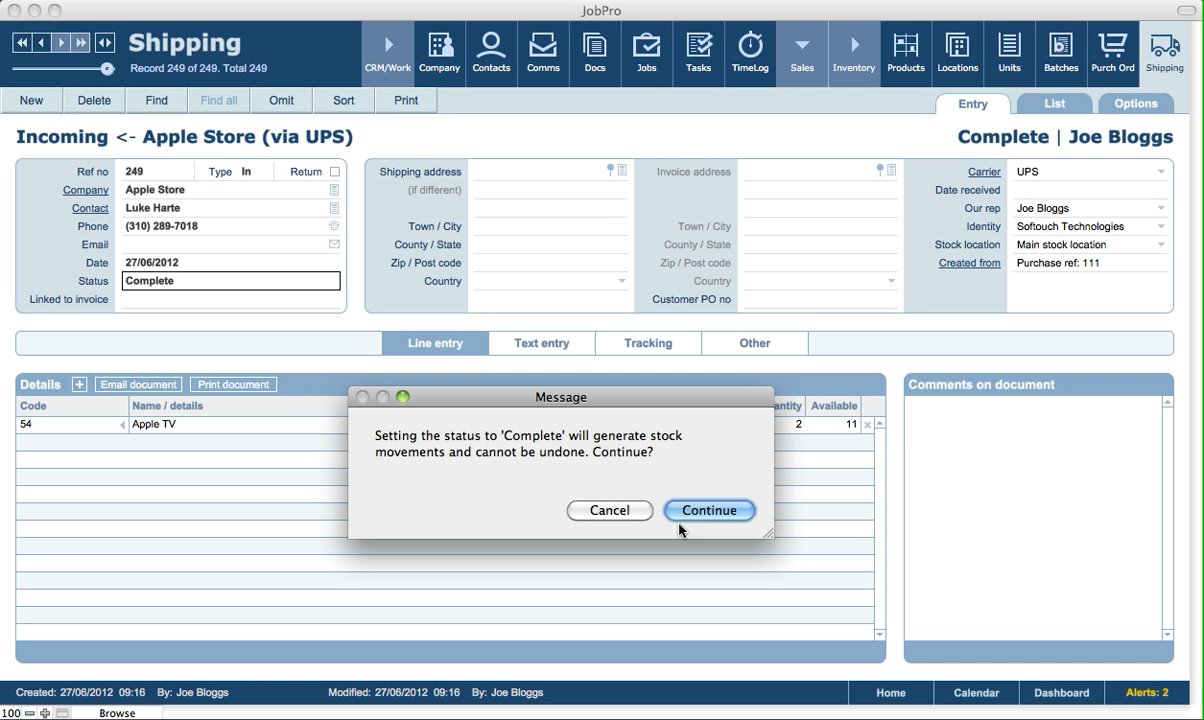 JobPro
Shipping
Record 249 of 249. Total 249
CRM/Work Company Contacts Comms Docs Jobs Tasks TimeLog Sales Inventory Products Locations Units Batches Purch Ord Shipping
New Delete Find Find all Omit Sort Print
Entry List Options
Incoming <- Apple Store (via UPS)
Complete | Joe Bloggs
Ref no 249 Type In Return
Company Apple Store
Contact Luke Harte
Phone (310) 289-7018
Email
Date 27/06/2012
Status Complete
Linked to invoice
Shipping address
(if different)
Town / City
County / State
Zip / Post code
Country
Invoice address
Town / City
County / State
Zip / Post code
Country
Customer PO no
Carrier UPS
Date received
Our rep Joe Bloggs
Identity Softouch Technologies
Stock location Main stock location
Created from Purchase ref: 111
Line entry Text entry Tracking Other
Details + Email document Print document
Code Name / details antity Available
54 Apple TV 2 11
Comments on document
Message
Setting the status to 'Complete' will generate stock
movements and cannot be undone. Continue?
Cancel Continue
Created: 27/06/2012 09:16 By: Joe Bloggs Modified: 27/06/2012 09:16 By: Joe Bloggs
Home Calendar Dashboard Alerts: 2
100 Browse